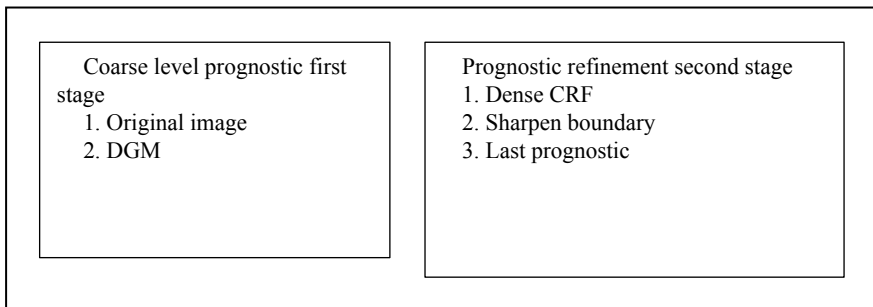 Coarse level prognostic first
stage
1. Original image
2. DGM
Prognostic refinement second stage
1. Dense CRF
2. Sharpen boundary
3. Last prognostic